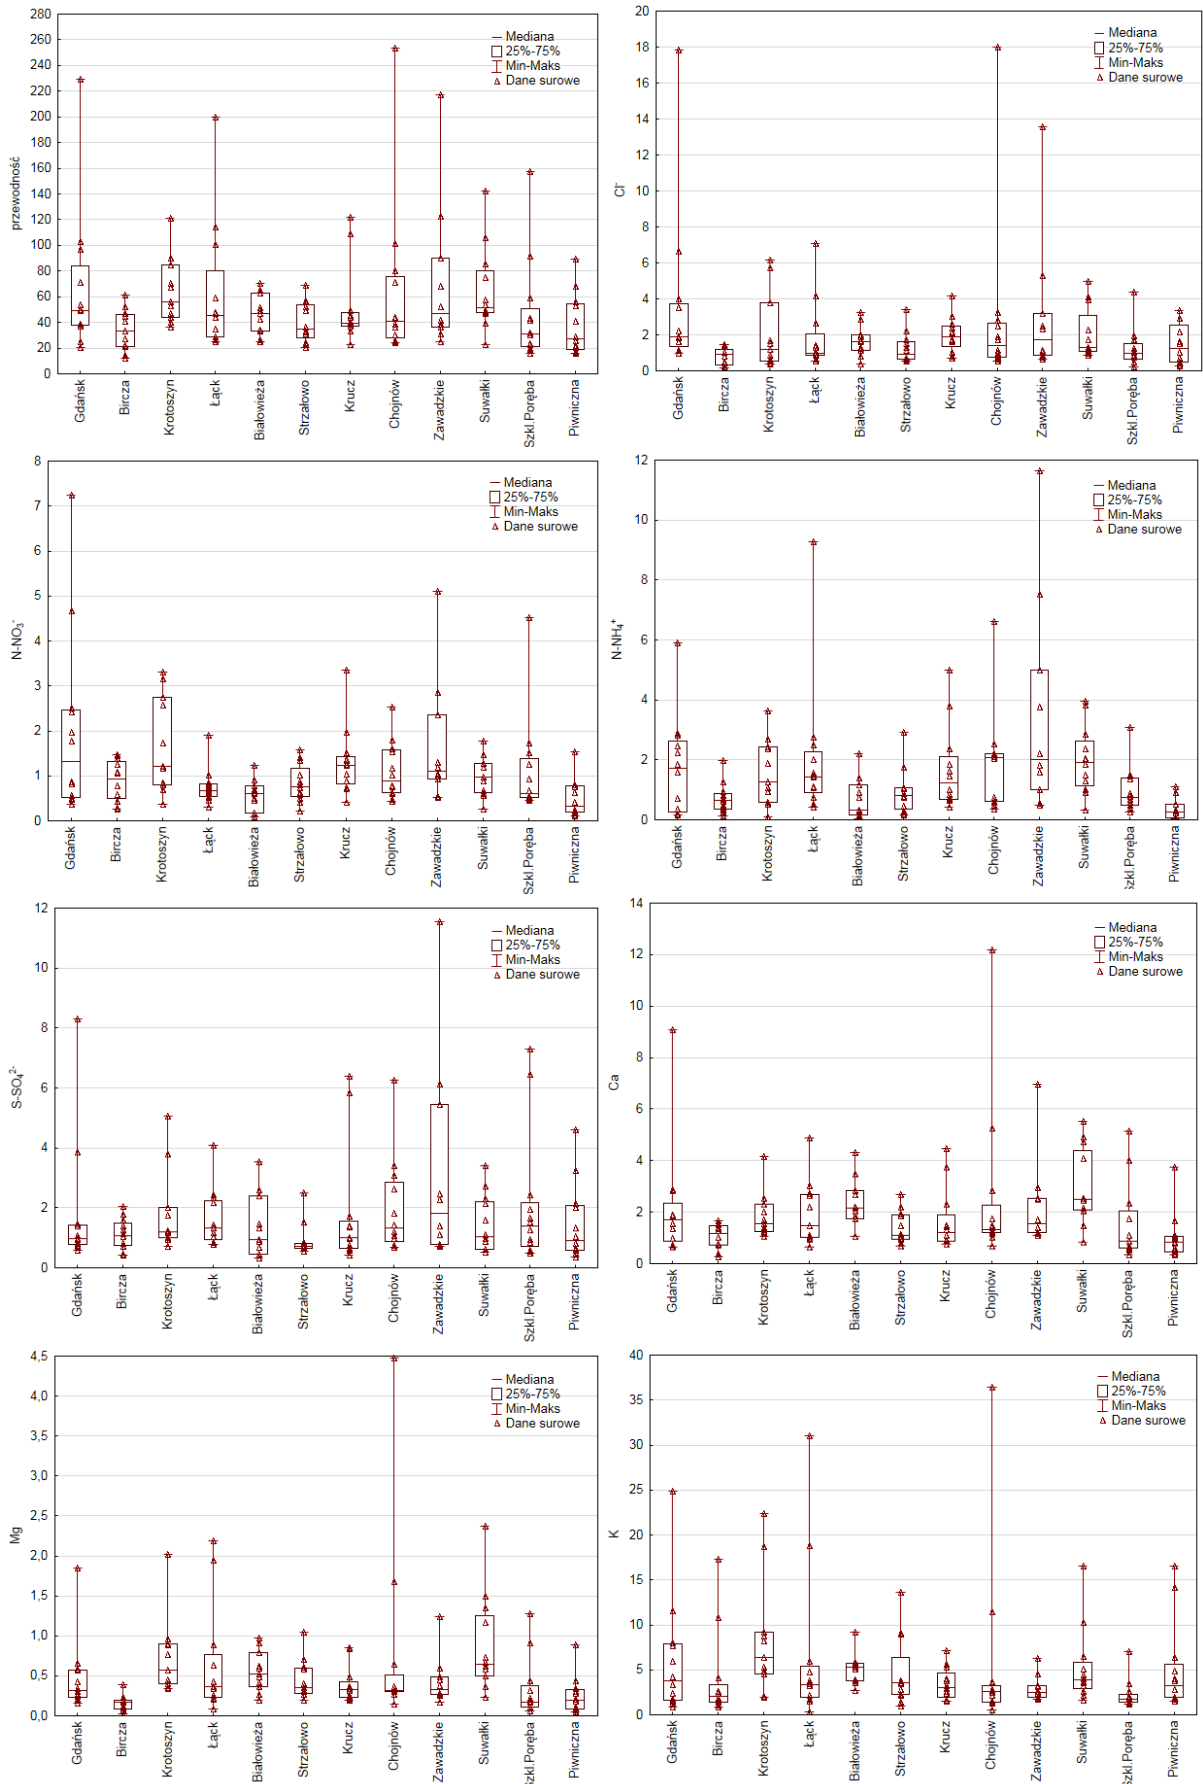 280
260
240
220
200
180
160
140
120
100
80
60
40
20
0
przewodność
Mediana
25%-75%
Min-Maks
Dane surowe
Gdańsk
Bircza
Krotoszyn
Łąck
Białowieża
Strzałowo
Krucz
Chojnów
Zawadzkie
Suwałki
Szkl.Poręba
Piwniczna
20
18
16
14
12
10
8
6
4
2
0
Cl⁻
Mediana
25%-75%
Min-Maks
Dane surowe
Gdańsk
Bircza
Krotoszyn
Łąck
Białowieża
Strzałowo
Krucz
Chojnów
Zawadzkie
Suwałki
Szkl.Poręba
Piwniczna
8
7
6
5
4
3
2
1
0
N-NO₃⁻
Mediana
25%-75%
Min-Maks
Dane surowe
Gdańsk
Bircza
Krotoszyn
Łąck
Białowieża
Strzałowo
Krucz
Chojnów
Zawadzkie
Suwałki
Szkl.Poręba
Piwniczna
12
10
8
6
4
2
0
N-NH₄⁺
Mediana
25%-75%
Min-Maks
Dane surowe
Gdańsk
Bircza
Krotoszyn
Łąck
Białowieża
Strzałowo
Krucz
Chojnów
Zawadzkie
Suwałki
Szkl.Poręba
Piwniczna
12
10
8
6
4
2
0
S-SO₄²⁻
Mediana
25%-75%
Min-Maks
Dane surowe
Gdańsk
Bircza
Krotoszyn
Łąck
Białowieża
Strzałowo
Krucz
Chojnów
Zawadzkie
Suwałki
Szkl.Poręba
Piwniczna
14
12
10
8
6
4
2
0
Ca
Mediana
25%-75%
Min-Maks
Dane surowe
Gdańsk
Bircza
Krotoszyn
Łąck
Białowieża
Strzałowo
Krucz
Chojnów
Zawadzkie
Suwałki
Szkl.Poręba
Piwniczna
4,5
4,0
3,5
3,0
2,5
2,0
1,5
1,0
0,5
0,0
Mg
Mediana
25%-75%
Min-Maks
Dane surowe
Gdańsk
Bircza
Krotoszyn
Łąck
Białowieża
Strzałowo
Krucz
Chojnów
Zawadzkie
Suwałki
Szkl.Poręba
Piwniczna
40
35
30
25
20
15
10
5
0
K
Mediana
25%-75%
Min-Maks
Dane surowe
Gdańsk
Bircza
Krotoszyn
Łąck
Białowieża
Strzałowo
Krucz
Chojnów
Zawadzkie
Suwałki
Szkl.Poręba
Piwniczna